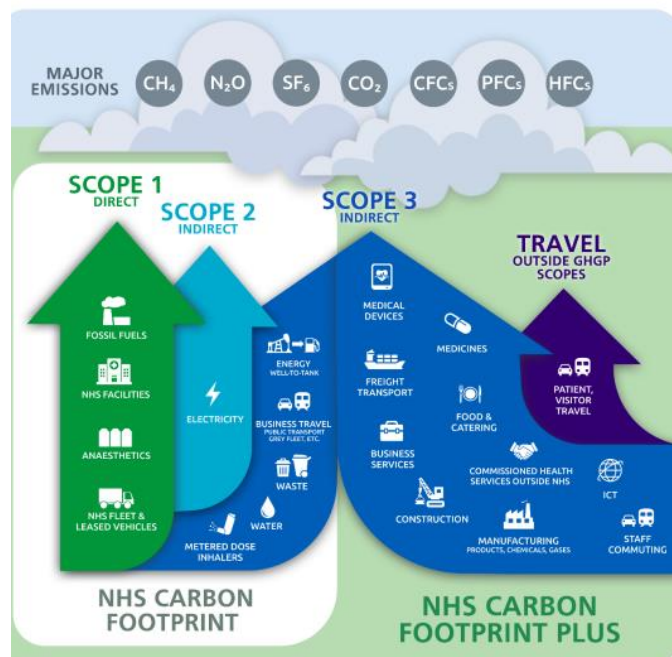 MAJOR
EMISSIONS
CH₄
N₂O
SF₆
CO₂
CFCs
PFCs
HFCs
SCOPE 1
DIRECT
FOSSIL FUELS
NHS FACILITIES
ANAESTHETICS
NHS FLEET &
LEASED VEHICLES
SCOPE 2
INDIRECT
ELECTRICITY
SCOPE 3
INDIRECT
ENERGY
WELL-TO-TANK
BUSINESS TRAVEL
PUBLIC TRANSPORT
GREY FLEET, ETC.
WASTE
WATER
METERED DOSE
INHALERS
MEDICAL
DEVICES
MEDICINES
FREIGHT
TRANSPORT
FOOD &
CATERING
BUSINESS
SERVICES
COMMISSIONED HEALTH
SERVICES OUTSIDE NHS
CONSTRUCTION
MANUFACTURING
PRODUCTS, CHEMICALS, GASES
ICT
STAFF
COMMUTING
TRAVEL
OUTSIDE GHGP
SCOPES
PATIENT,
VISITOR
TRAVEL
NHS CARBON
FOOTPRINT
NHS CARBON
FOOTPRINT PLUS